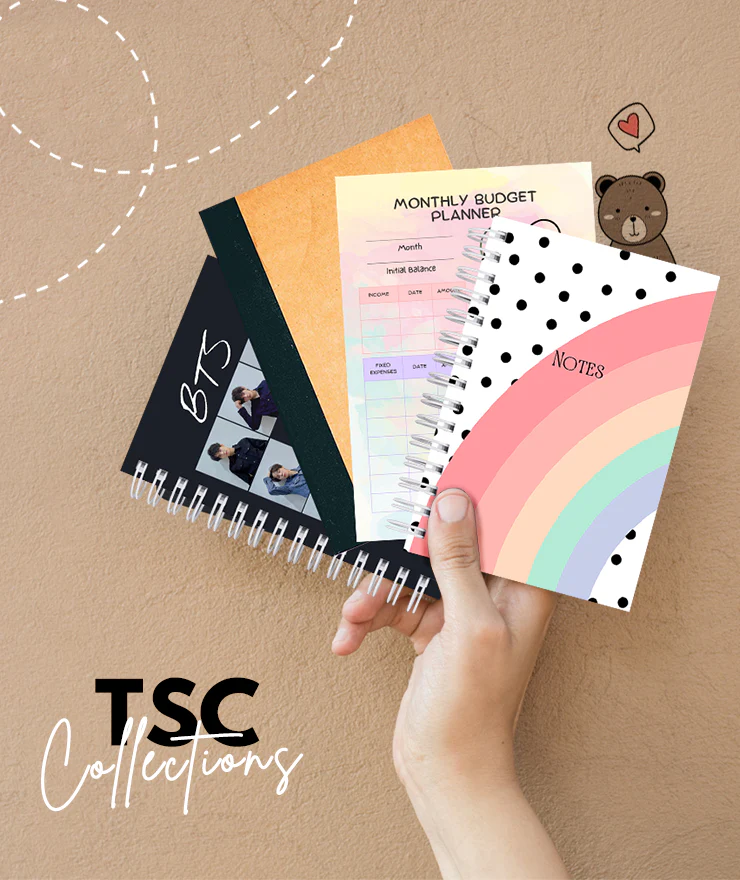 MONTHLY BUDGET
PLANNER
Month
Initial Balance
INCOME DATE
FIXED
EXPENSES DATE
NOTES
BTS
TSC
Collections